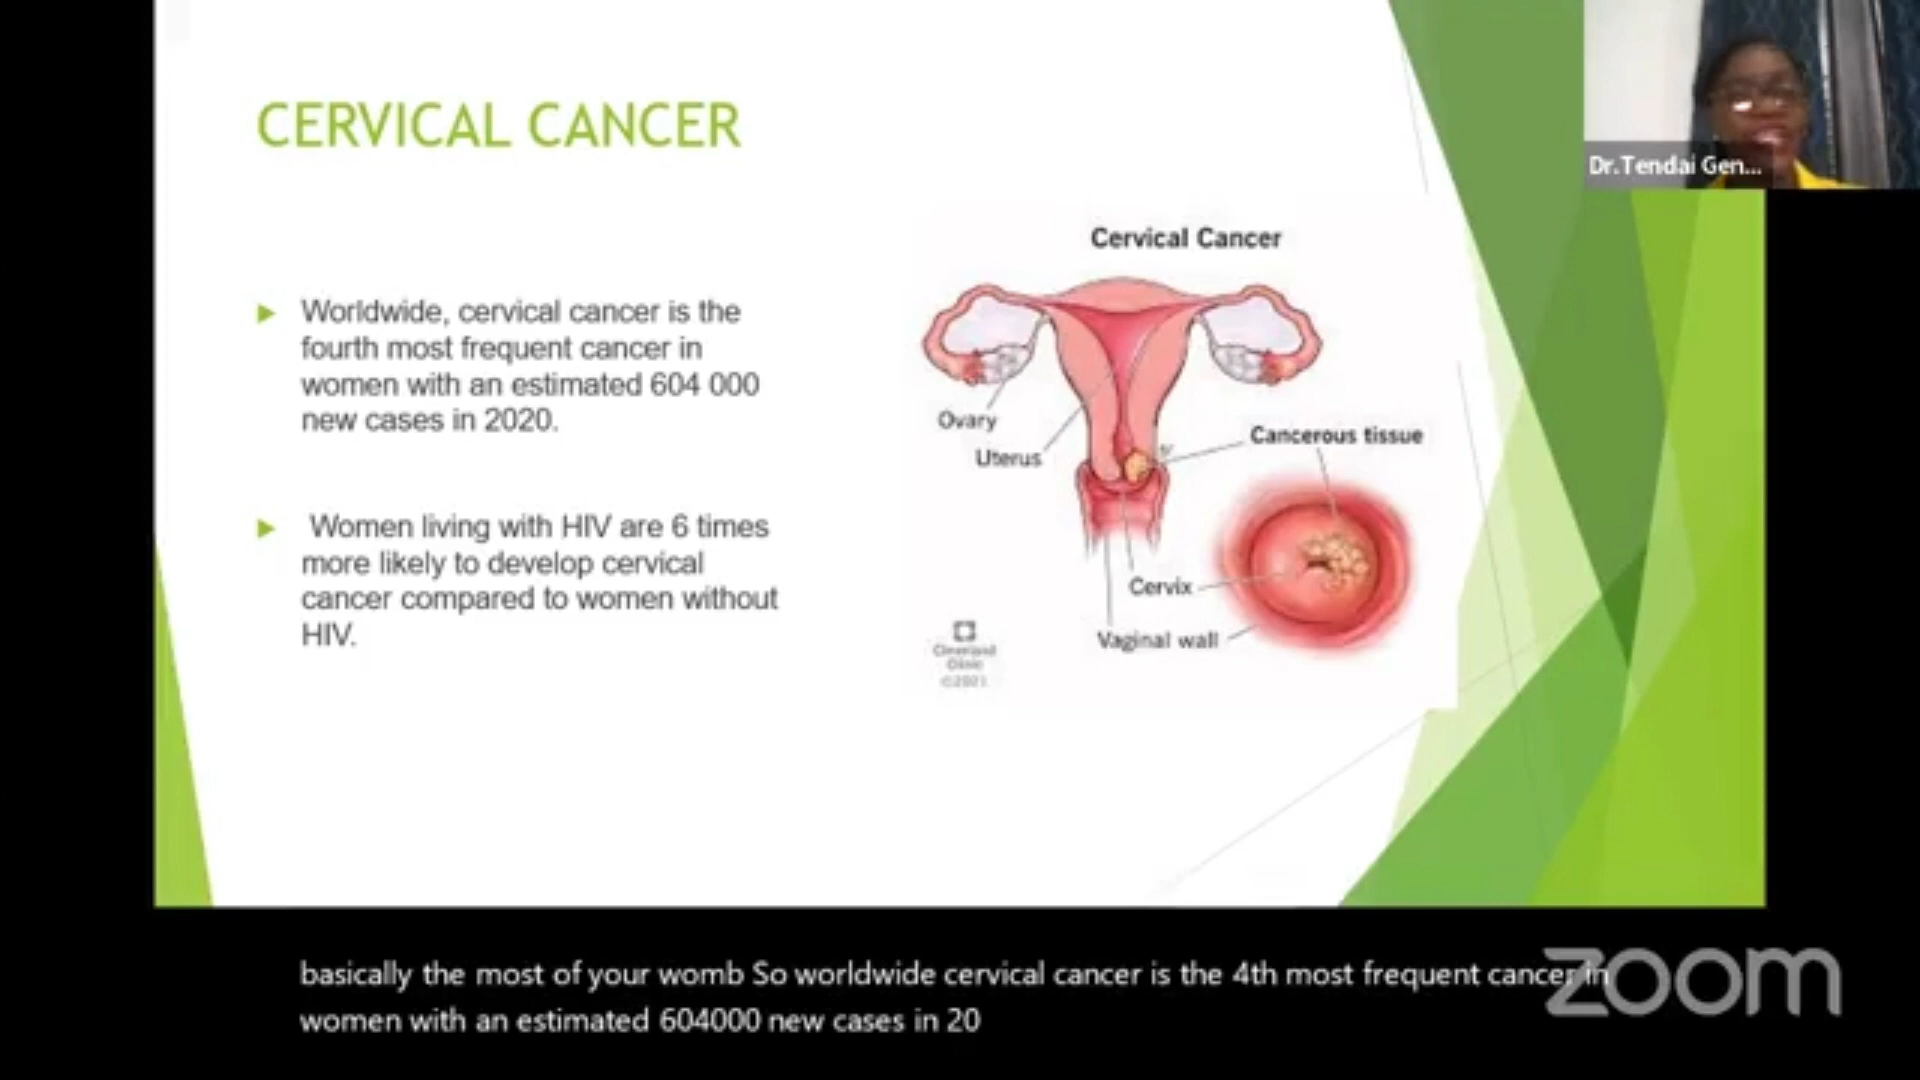 CERVICAL CANCER
Worldwide, cervical cancer is the
fourth most frequent cancer in
women with an estimated 604 000
new cases in 2020.
Women living with HIV are 6 times
more likely to develop cervical
cancer compared to women without
HIV.
Cervical Cancer
Ovary
Uterus
Cancerous tissue
Cervix
Vaginal wall
Cleveland
Clinic
©2021
Dr.Tendai Gen...
basically the most of your womb So worldwide cervical cancer is the 4th most frequent cancer in
women with an estimated 604000 new cases in 20
zoom